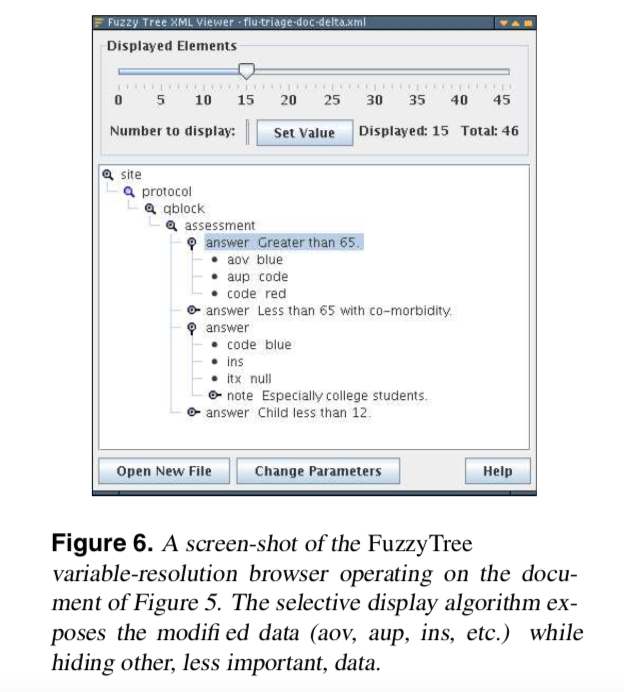 Fuzzy Tree XML Viewer - flu-triage-doc-delta.xml
Displayed Elements
0 5 10 15 20 25 30 35 40 45
Number to display: Set Value Displayed: 15 Total: 46
site
protocol
qblock
assessment
answer Greater than 65.
aov blue
aup code
code red
answer Less than 65 with co-morbidity.
answer
code blue
ins
itx null
note Especially college students.
answer Child less than 12.
Open New File Change Parameters Help
Figure 6. A screen-shot of the FuzzyTree
variable-resolution browser operating on the docu-
ment of Figure 5. The selective display algorithm ex-
poses the modified data (aov, aup, ins, etc.) while
hiding other, less important, data.